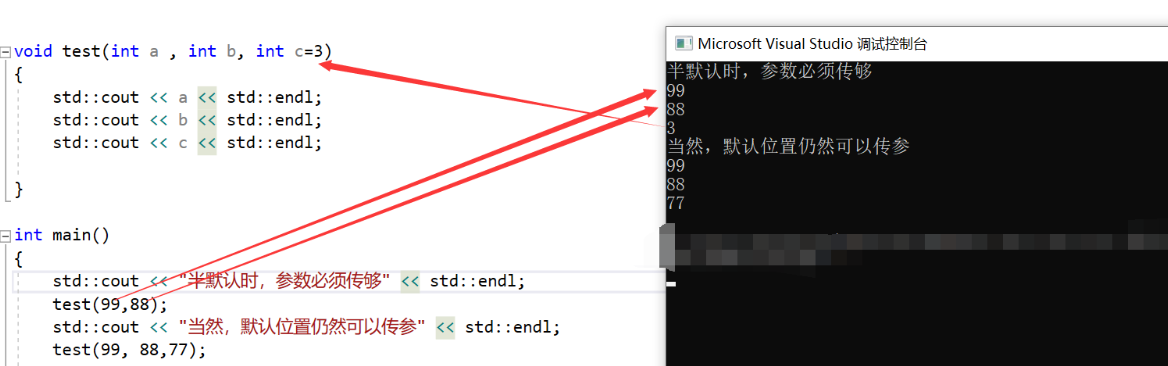 void test(int a , int b, int c=3)
{
std::cout << a << std::endl;
std::cout << b << std::endl;
std::cout << c << std::endl;
}
int main()
{
std::cout << "半默认时，参数必须传够" << std::endl;
test(99,88);
std::cout << "当然，默认位置仍然可以传参" << std::endl;
test(99, 88,77);
Microsoft Visual Studio 调试控制台
半默认时，参数必须传够
99
88
3
当然，默认位置仍然可以传参
99
88
77